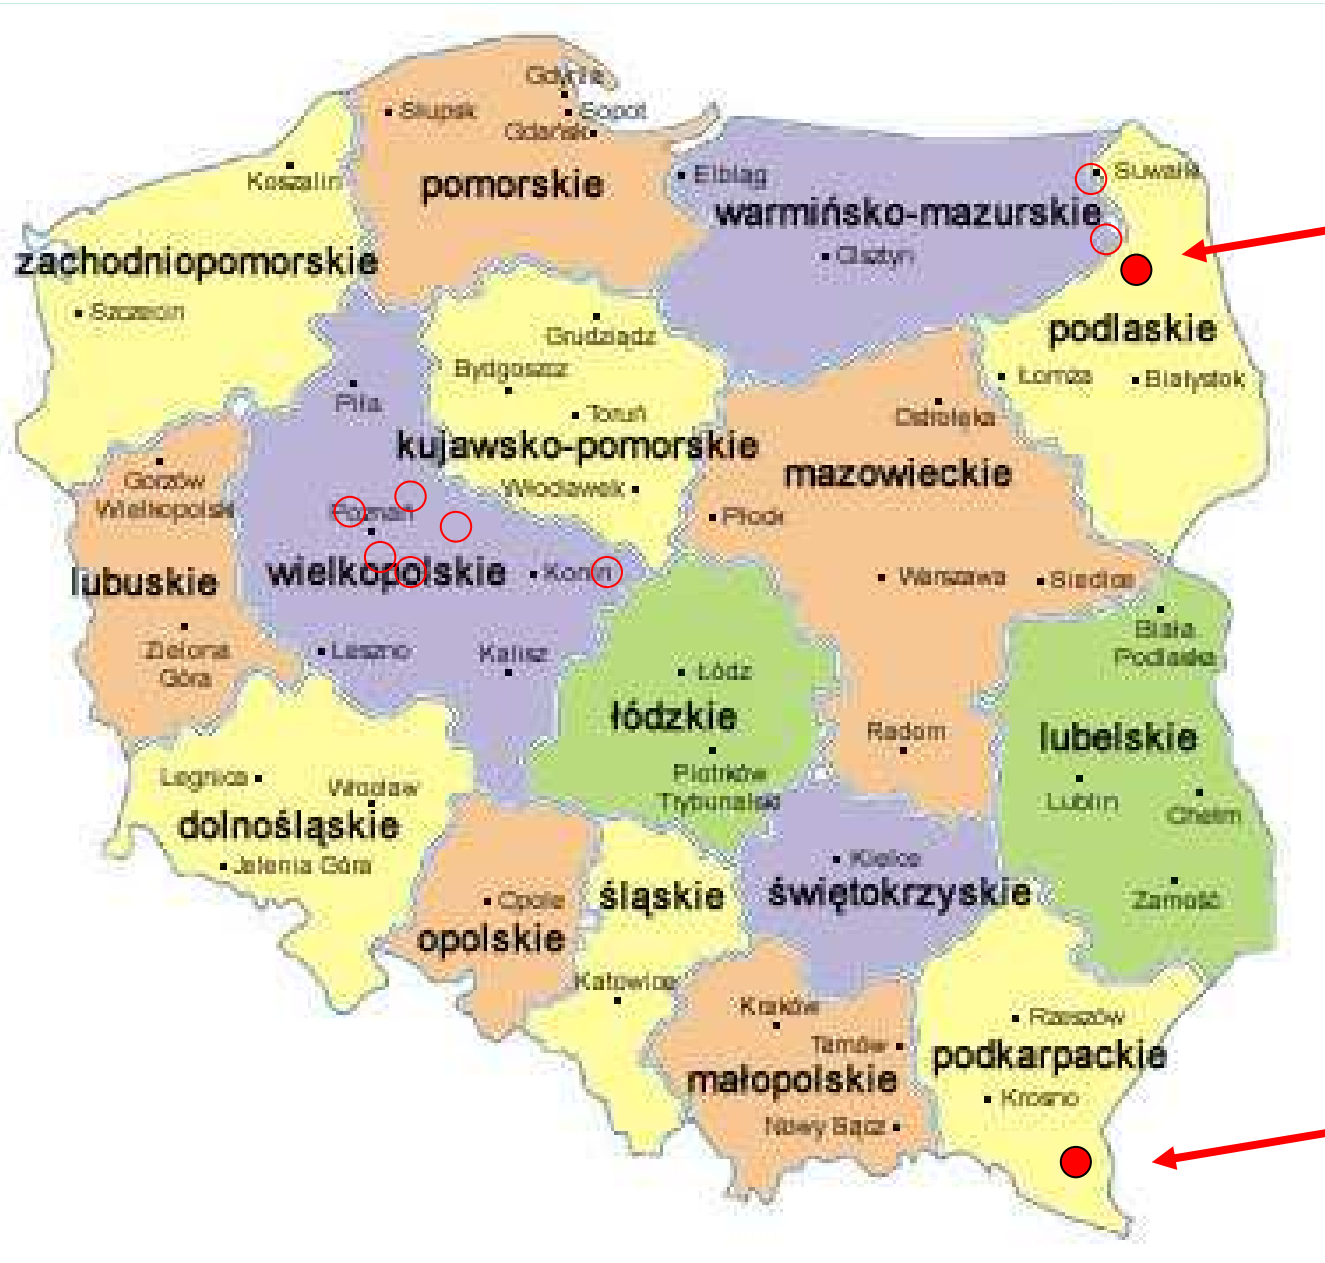 Gdynia
Słupsk
Sopot
Gdańsk
Suwałki
Elbląg
Koszalin
pomorskie
warmińsko-mazurskie
Olsztyn
zachodniopomorskie
Szczecin
podlaskie
Grudziądz
Bydgoszcz
Łomża
Białystok
Piła
Toruń
Ostrołęka
kujawsko-pomorskie
mazowieckie
Gorzów
Wielkopolski
Włocławek
Poznań
Płock
lubuskie
wielkopolskie
Konin
Warszawa
Siedlce
Biała
Podlaska
Zielona
Góra
Leszno
Kalisz
Łódź
łódzkie
Radom
lubelskie
Legnica
Wrocław
Piotrków
Trybunalski
Lublin
Chełm
dolnośląskie
Jelenia Góra
Kielce
śląskie
świętokrzyskie
Zamość
Opole
opolskie
Katowice
Kraków
Rzeszów
Tarnów
podkarpackie
małopolskie
Krosno
Nowy Sącz